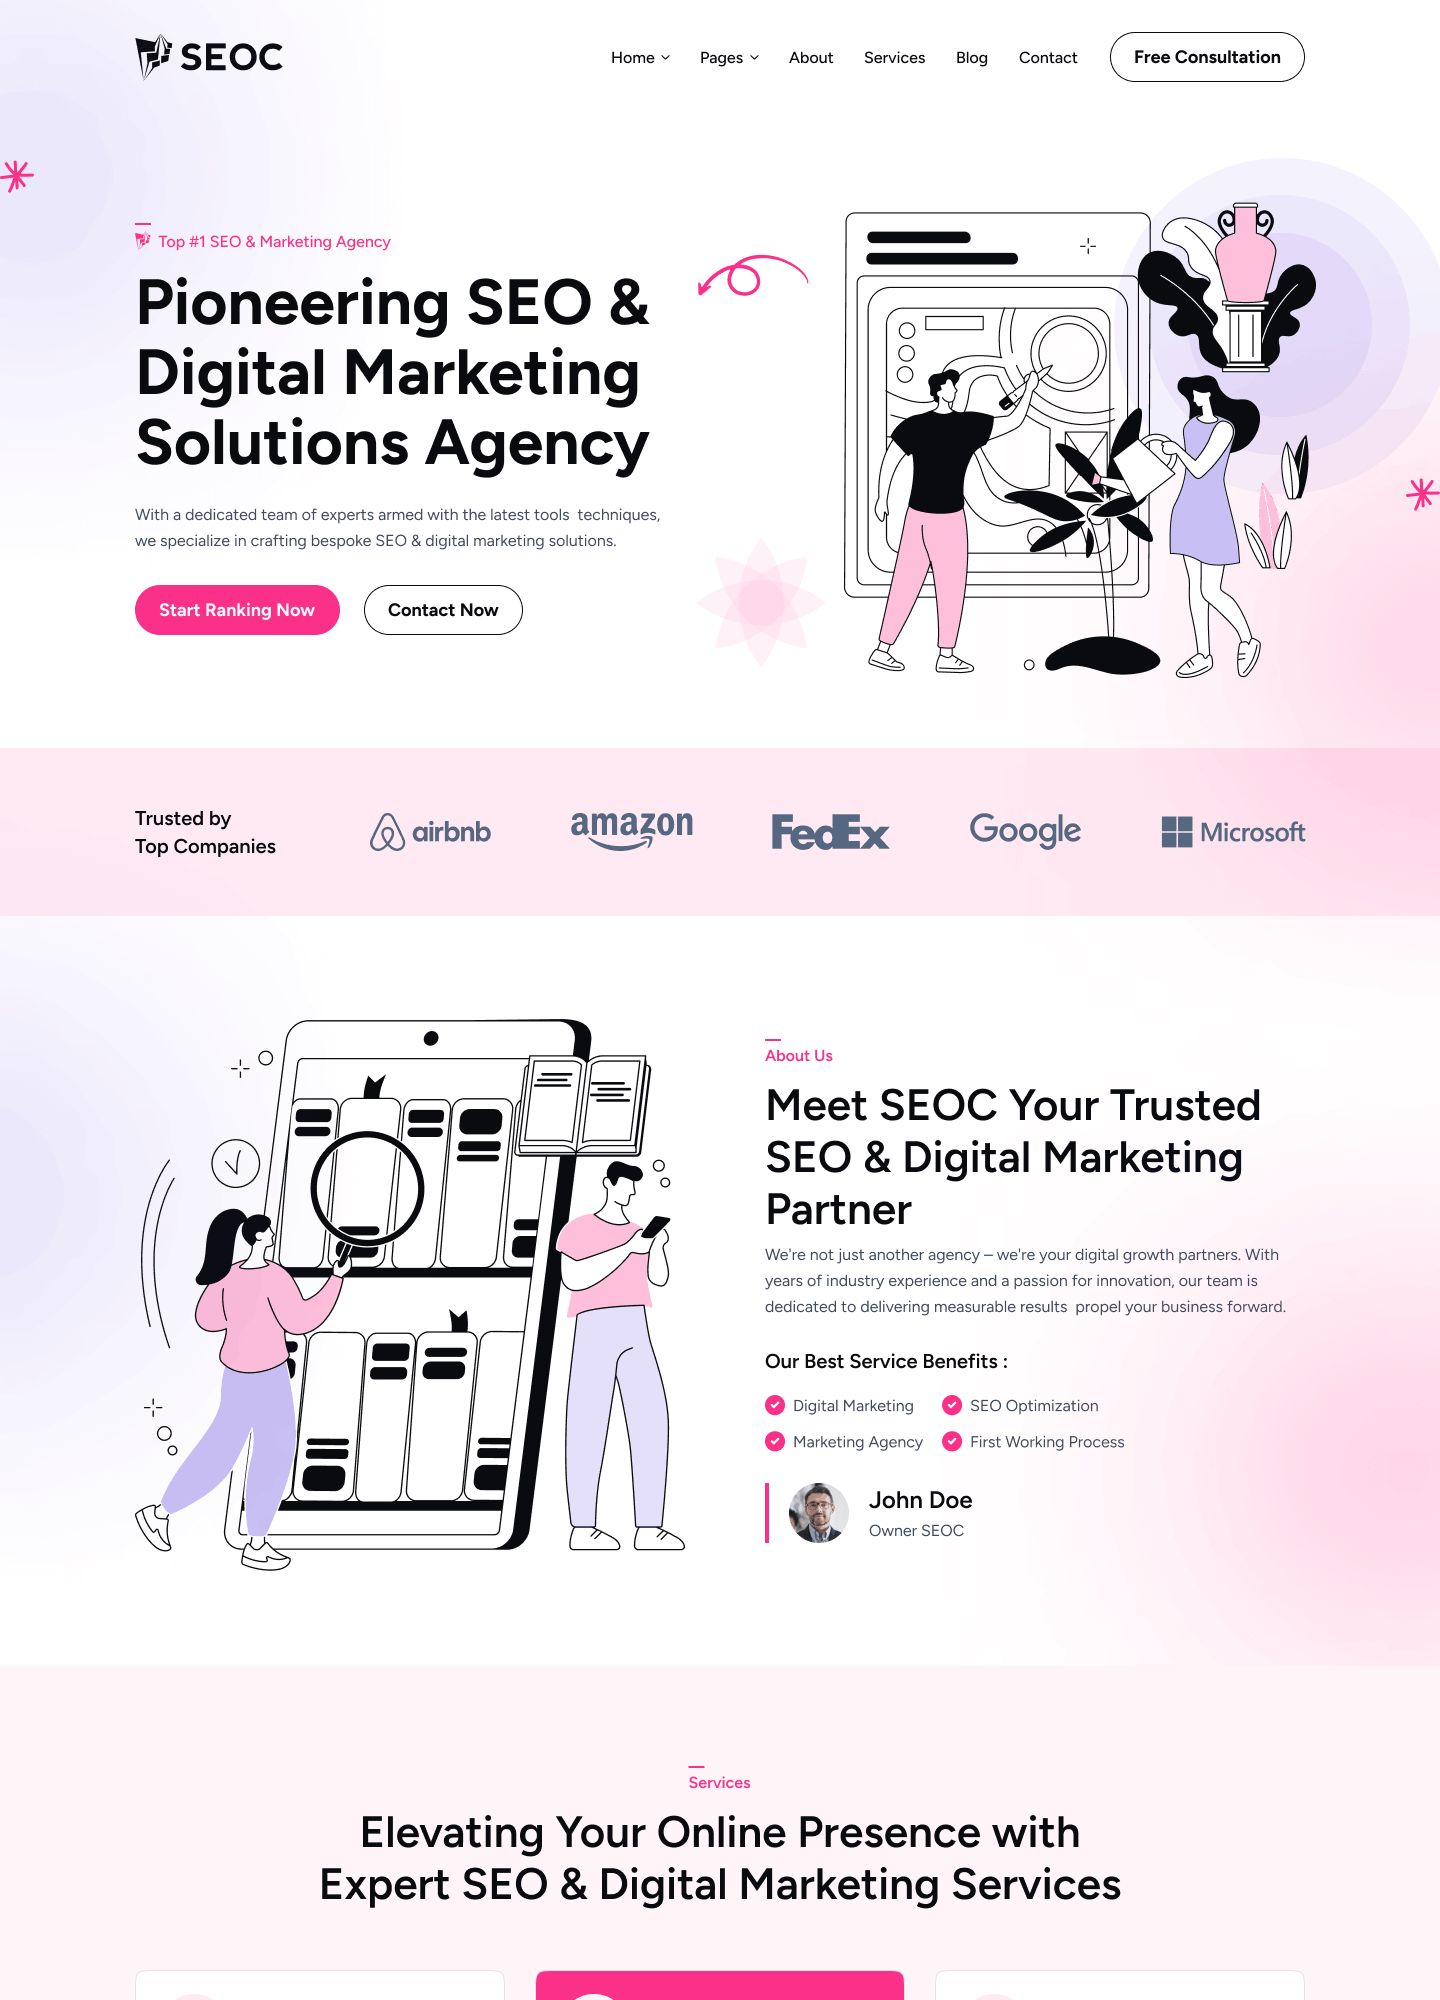 SEOC
Home
Pages
About
Services
Blog
Contact
Free Consultation
Top #1 SEO & Marketing Agency
Pioneering SEO &
Digital Marketing
Solutions Agency
With a dedicated team of experts armed with the latest tools  techniques,
we specialize in crafting bespoke SEO & digital marketing solutions.
Start Ranking Now
Contact Now
Trusted by
Top Companies
airbnb
amazon
FedEx
Google
Microsoft
About Us
Meet SEOC Your Trusted
SEO & Digital Marketing
Partner
We're not just another agency – we're your digital growth partners. With
years of industry experience and a passion for innovation, our team is
dedicated to delivering measurable results  propel your business forward.
Our Best Service Benefits :
Digital Marketing
SEO Optimization
Marketing Agency
First Working Process
John Doe
Owner SEOC
Services
Elevating Your Online Presence with
Expert SEO & Digital Marketing Services